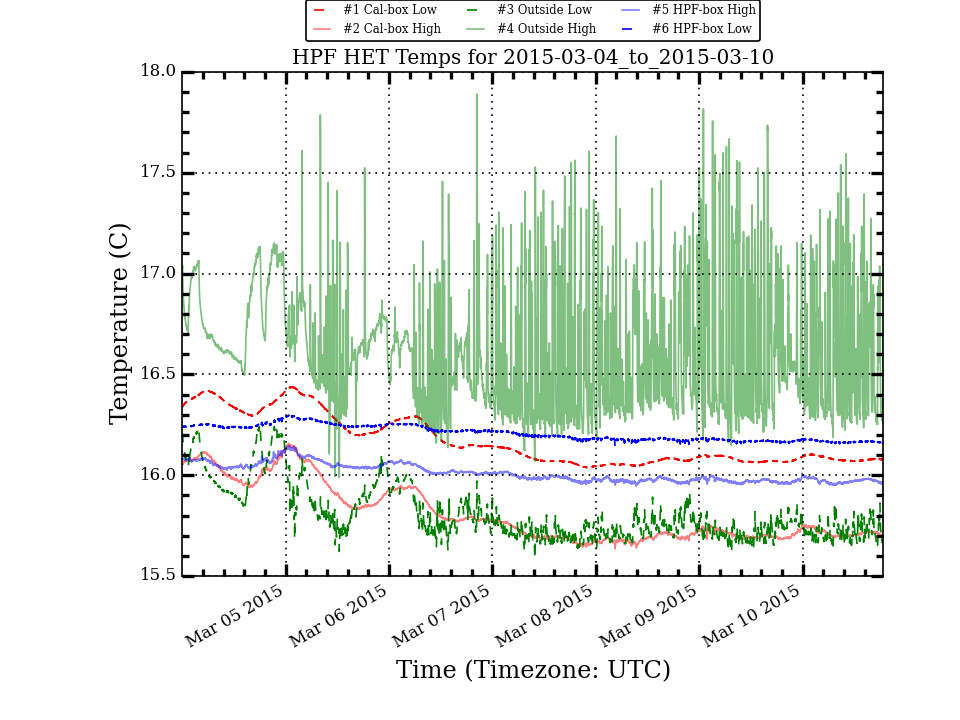 #1 Cal-box Low #3 Outside Low #5 HPF-box High
#2 Cal-box High #4 Outside High #6 HPF-box Low
HPF HET Temps for 2015-03-04_to_2015-03-10
18.0
17.5
17.0
16.5
16.0
15.5
Temperature (C)
Mar 05 2015 Mar 06 2015 Mar 07 2015 Mar 08 2015 Mar 09 2015 Mar 10 2015
Time (Timezone: UTC)